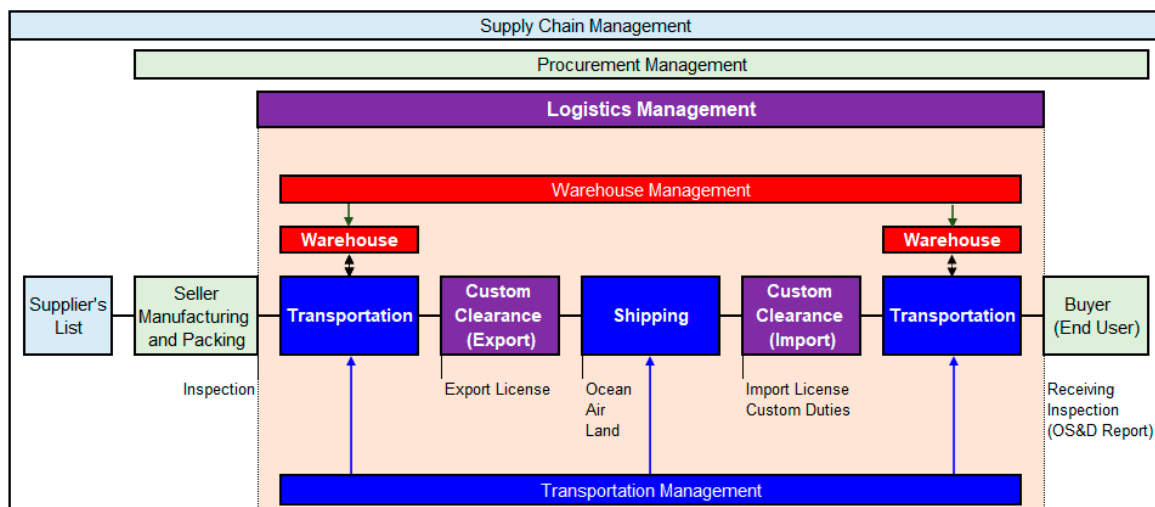 Supply Chain Management
Procurement Management
Logistics Management
Warehouse Management
Warehouse
Warehouse
Supplier's
List
Seller
Manufacturing
and Packing
Transportation
Custom
Clearance
(Export)
Shipping
Custom
Clearance
(Import)
Transportation
Buyer
(End User)
Inspection
Export License
Ocean
Air
Land
Import License
Custom Duties
Receiving
Inspection
(OS&D Report)
Transportation Management